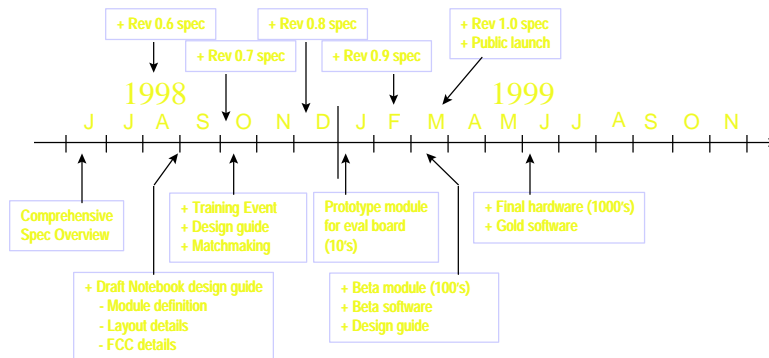 + Rev 0.6 spec
+ Rev 0.8 spec
+ Rev 1.0 spec
+ Public launch
+ Rev 0.7 spec
+ Rev 0.9 spec
1998
1999
J J A S O N D J F M A M J J A S O N
Comprehensive
Spec Overview
+ Training Event
+ Design guide
+ Matchmaking
Prototype module
for eval board
(10's)
+ Final hardware (1000's)
+ Gold software
+ Draft Notebook design guide
- Module definition
- Layout details
- FCC details
+ Beta module (100's)
+ Beta software
+ Design guide